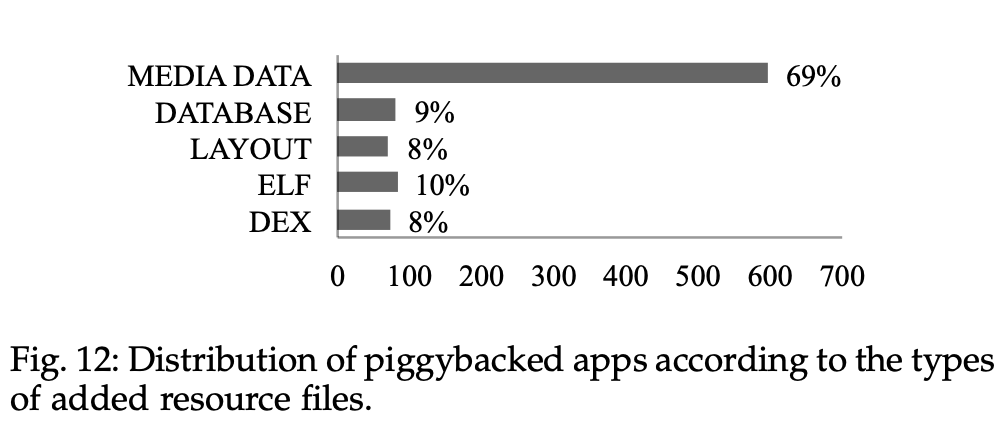 MEDIA DATA 69%
DATABASE 9%
LAYOUT 8%
ELF 10%
DEX 8%
0 100 200 300 400 500 600 700
Fig. 12: Distribution of piggybacked apps according to the types
of added resource files.